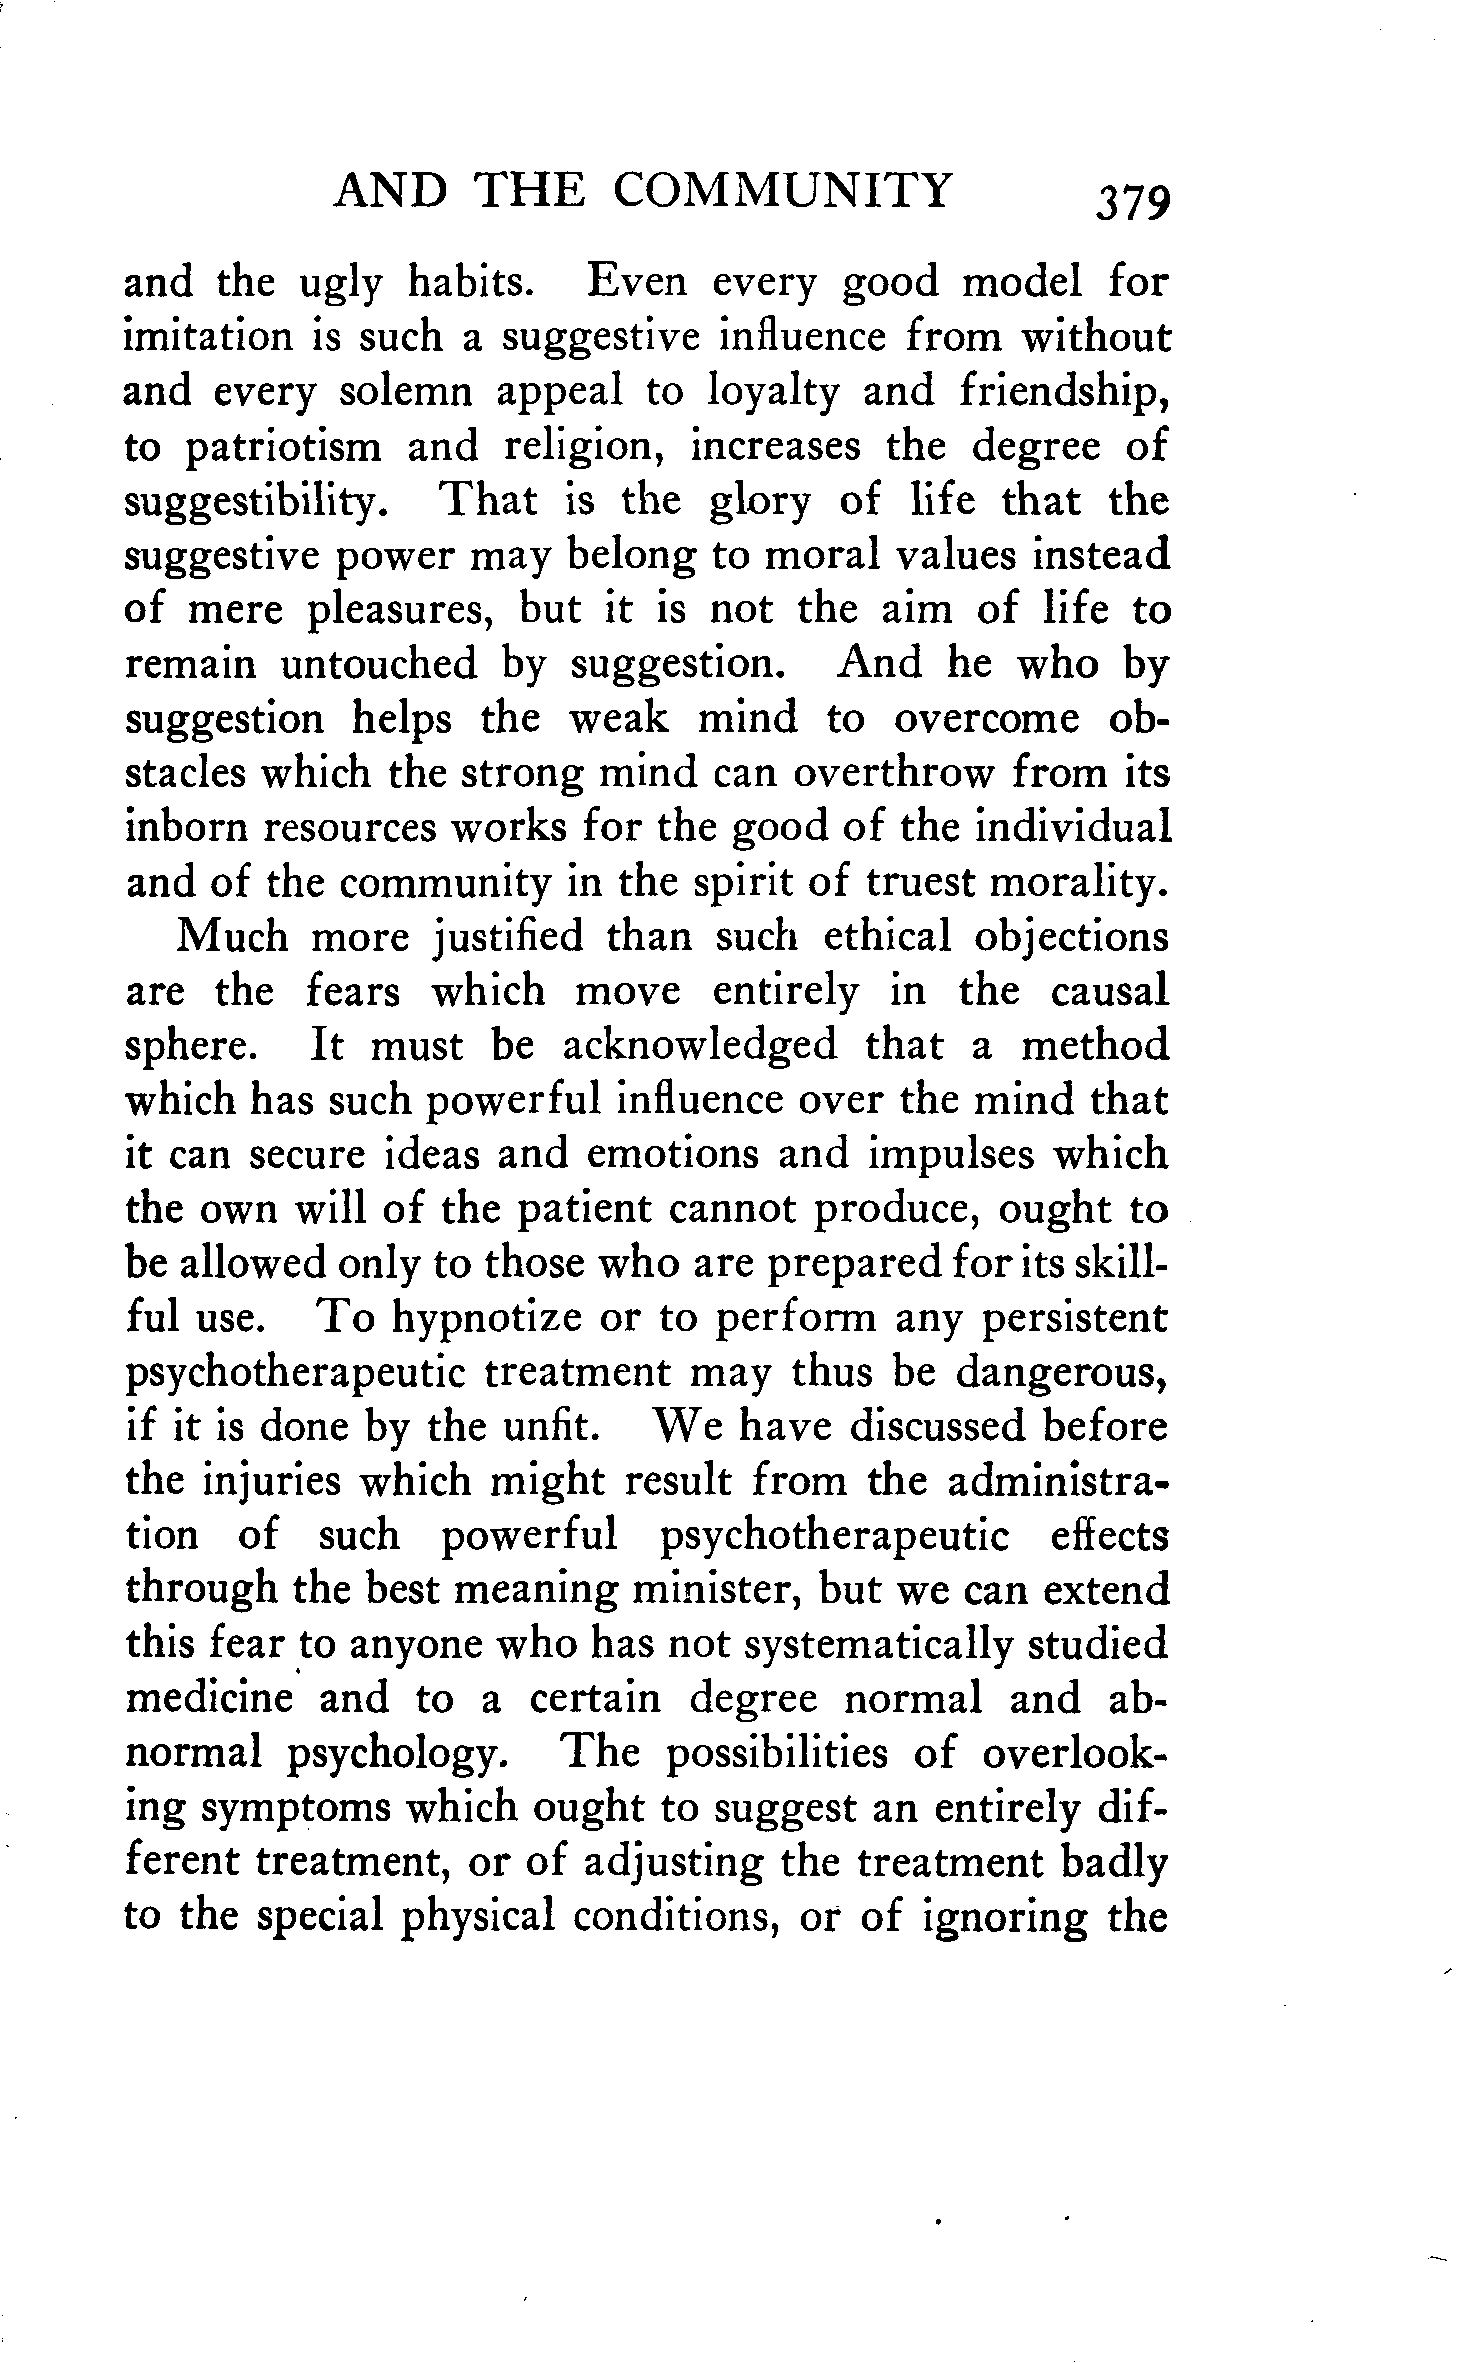 AND THE COMMUNITY 379
and the ugly habits. Even every good model for
imitation is such a suggestive influence from without
and every solemn appeal to loyalty and friendship,
to patriotism and religion, increases the degree of
suggestibility. That is the glory of life that the
suggestive power may belong to moral values instead
of mere pleasures, but it is not the aim of life to
remain untouched by suggestion. And he who by
suggestion helps the weak mind to overcome ob-
stacles which the strong mind can overthrow from its
inborn resources works for the good of the individual
and of the community in the spirit of truest morality.
Much more justified than such ethical objections
are the fears which move entirely in the causal
sphere. It must be acknowledged that a method
which has such powerful influence over the mind that
it can secure ideas and emotions and impulses which
the own will of the patient cannot produce, ought to
be allowed only to those who are prepared for its skill-
ful use. To hypnotize or to perform any persistent
psychotherapeutic treatment may thus be dangerous,
if it is done by the unfit. We have discussed before
the injuries which might result from the administra-
tion of such powerful psychotherapeutic effects
through the best meaning minister, but we can extend
this fear to anyone who has not systematically studied
medicine and to a certain degree normal and ab-
normal psychology. The possibilities of overlook-
ing symptoms which ought to suggest an entirely dif-
ferent treatment, or of adjusting the treatment badly
to the special physical conditions, or of ignoring the